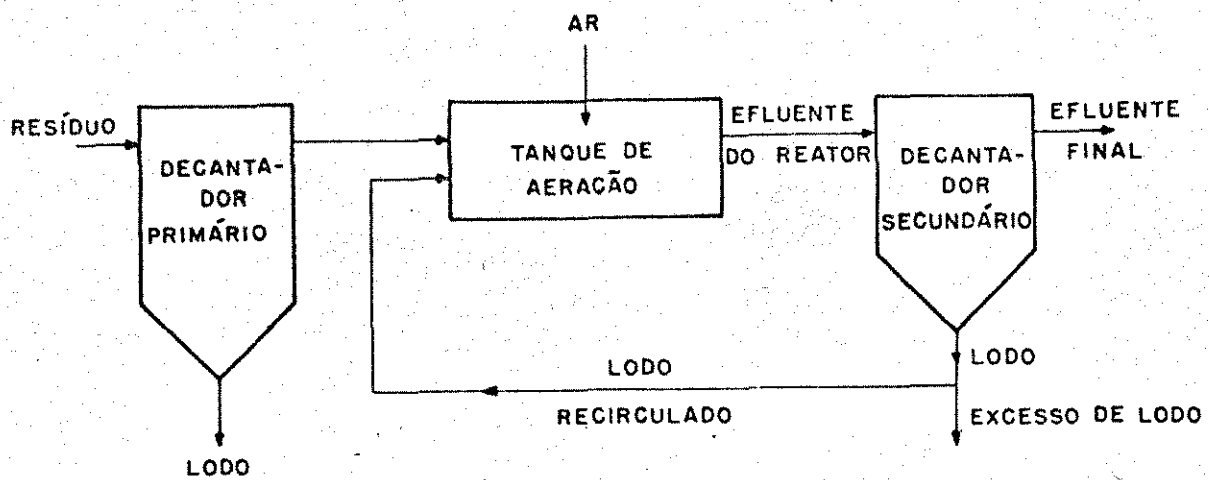 AR
RESÍDUO
DECANTA-
DOR
PRIMÁRIO
TANQUE DE
AERAÇÃO
EFLUENTE
DO REATOR
DECANTA-
DOR
SECUNDÁRIO
EFLUENTE
FINAL
LODO
LODO
RECIRCULADO
EXCESSO DE LODO
LODO